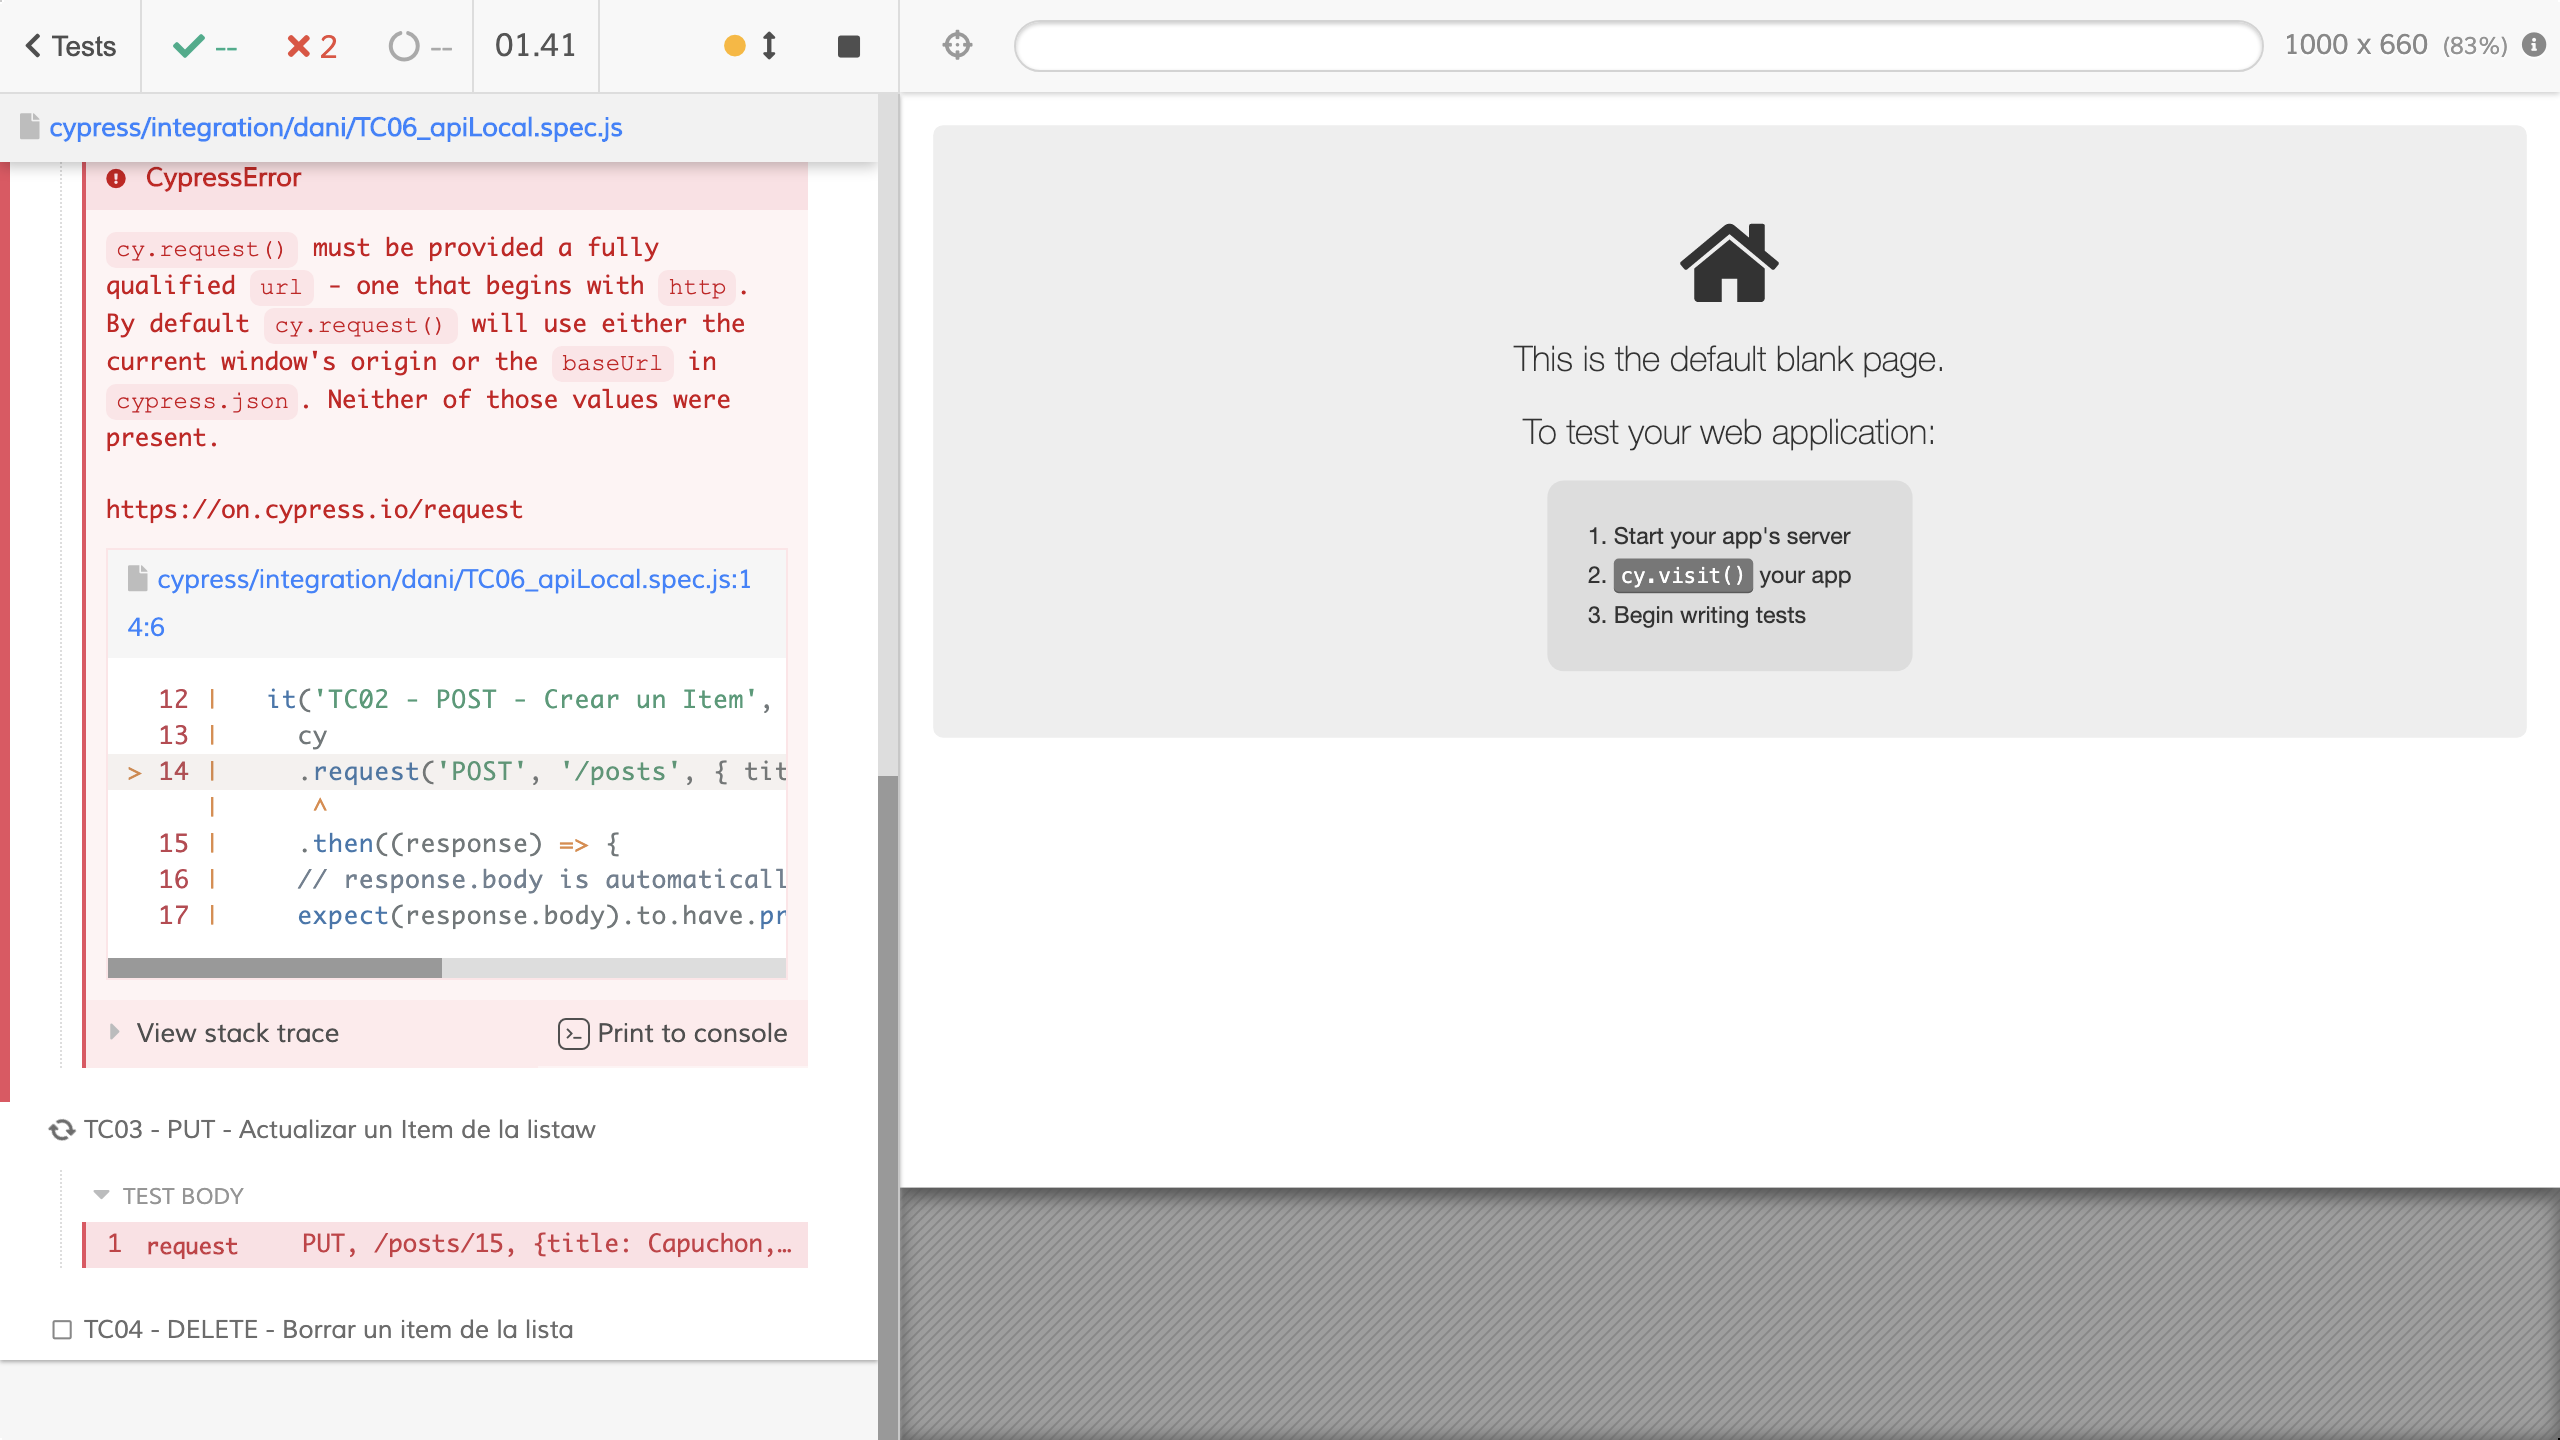 Tests
--
2
--
01.41
1000 x 660 (83%)
cypress/integration/dani/TC06_apiLocal.spec.js
CypressError
cy.request() must be provided a fully
qualified url - one that begins with http.
By default cy.request() will use either the
current window's origin or the baseUrl in
cypress.json. Neither of those values were
present.
https://on.cypress.io/request
cypress/integration/dani/TC06_apiLocal.spec.js:1
4:6
12 | it('TC02 - POST - Crear un Item',
13 | cy
> 14 | .request('POST', '/posts', { tit
| ^
15 | .then((response) => {
16 | // response.body is automaticall
17 | expect(response.body).to.have.pr
View stack trace
Print to console
TC03 - PUT - Actualizar un Item de la listaw
TEST BODY
1 request PUT, /posts/15, {title: Capuchon,…
TC04 - DELETE - Borrar un item de la lista
This is the default blank page.
To test your web application:
1. Start your app's server
2. cy.visit() your app
3. Begin writing tests